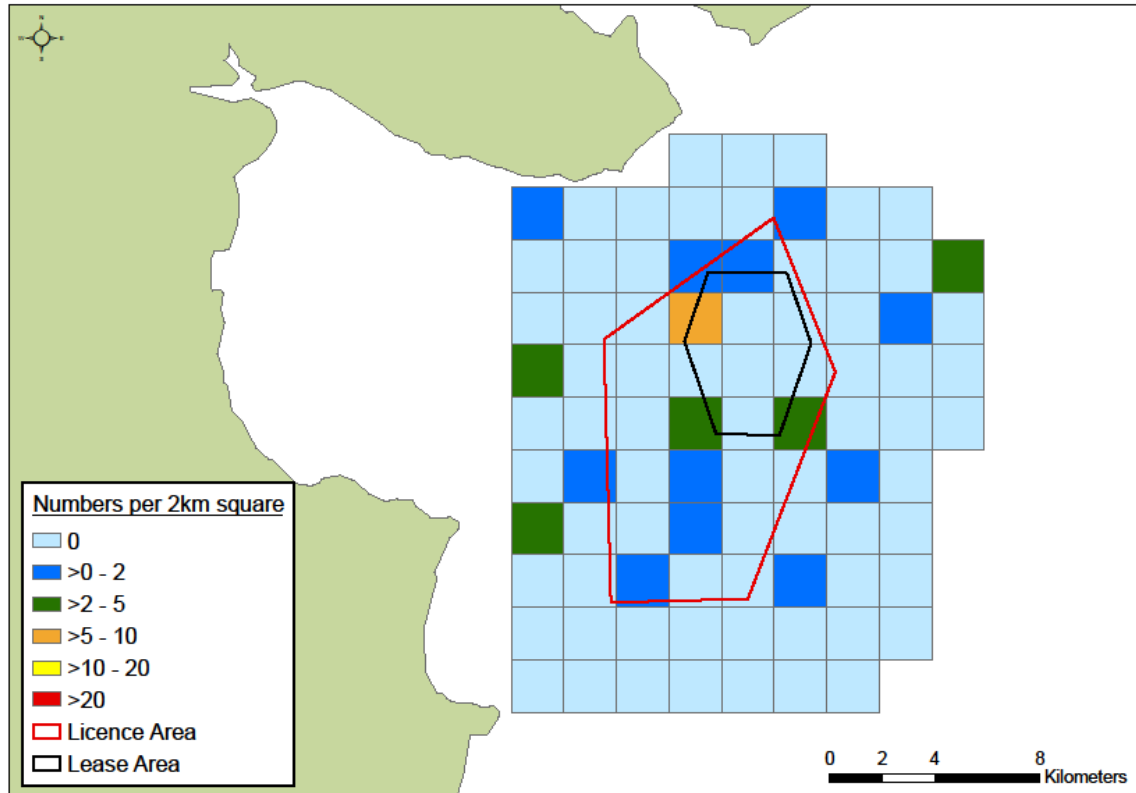 N
Numbers per 2km square
0
>0 - 2
>2 - 5
>5 - 10
>10 - 20
>20
Licence Area
Lease Area
0 2 4 8
Kilometers